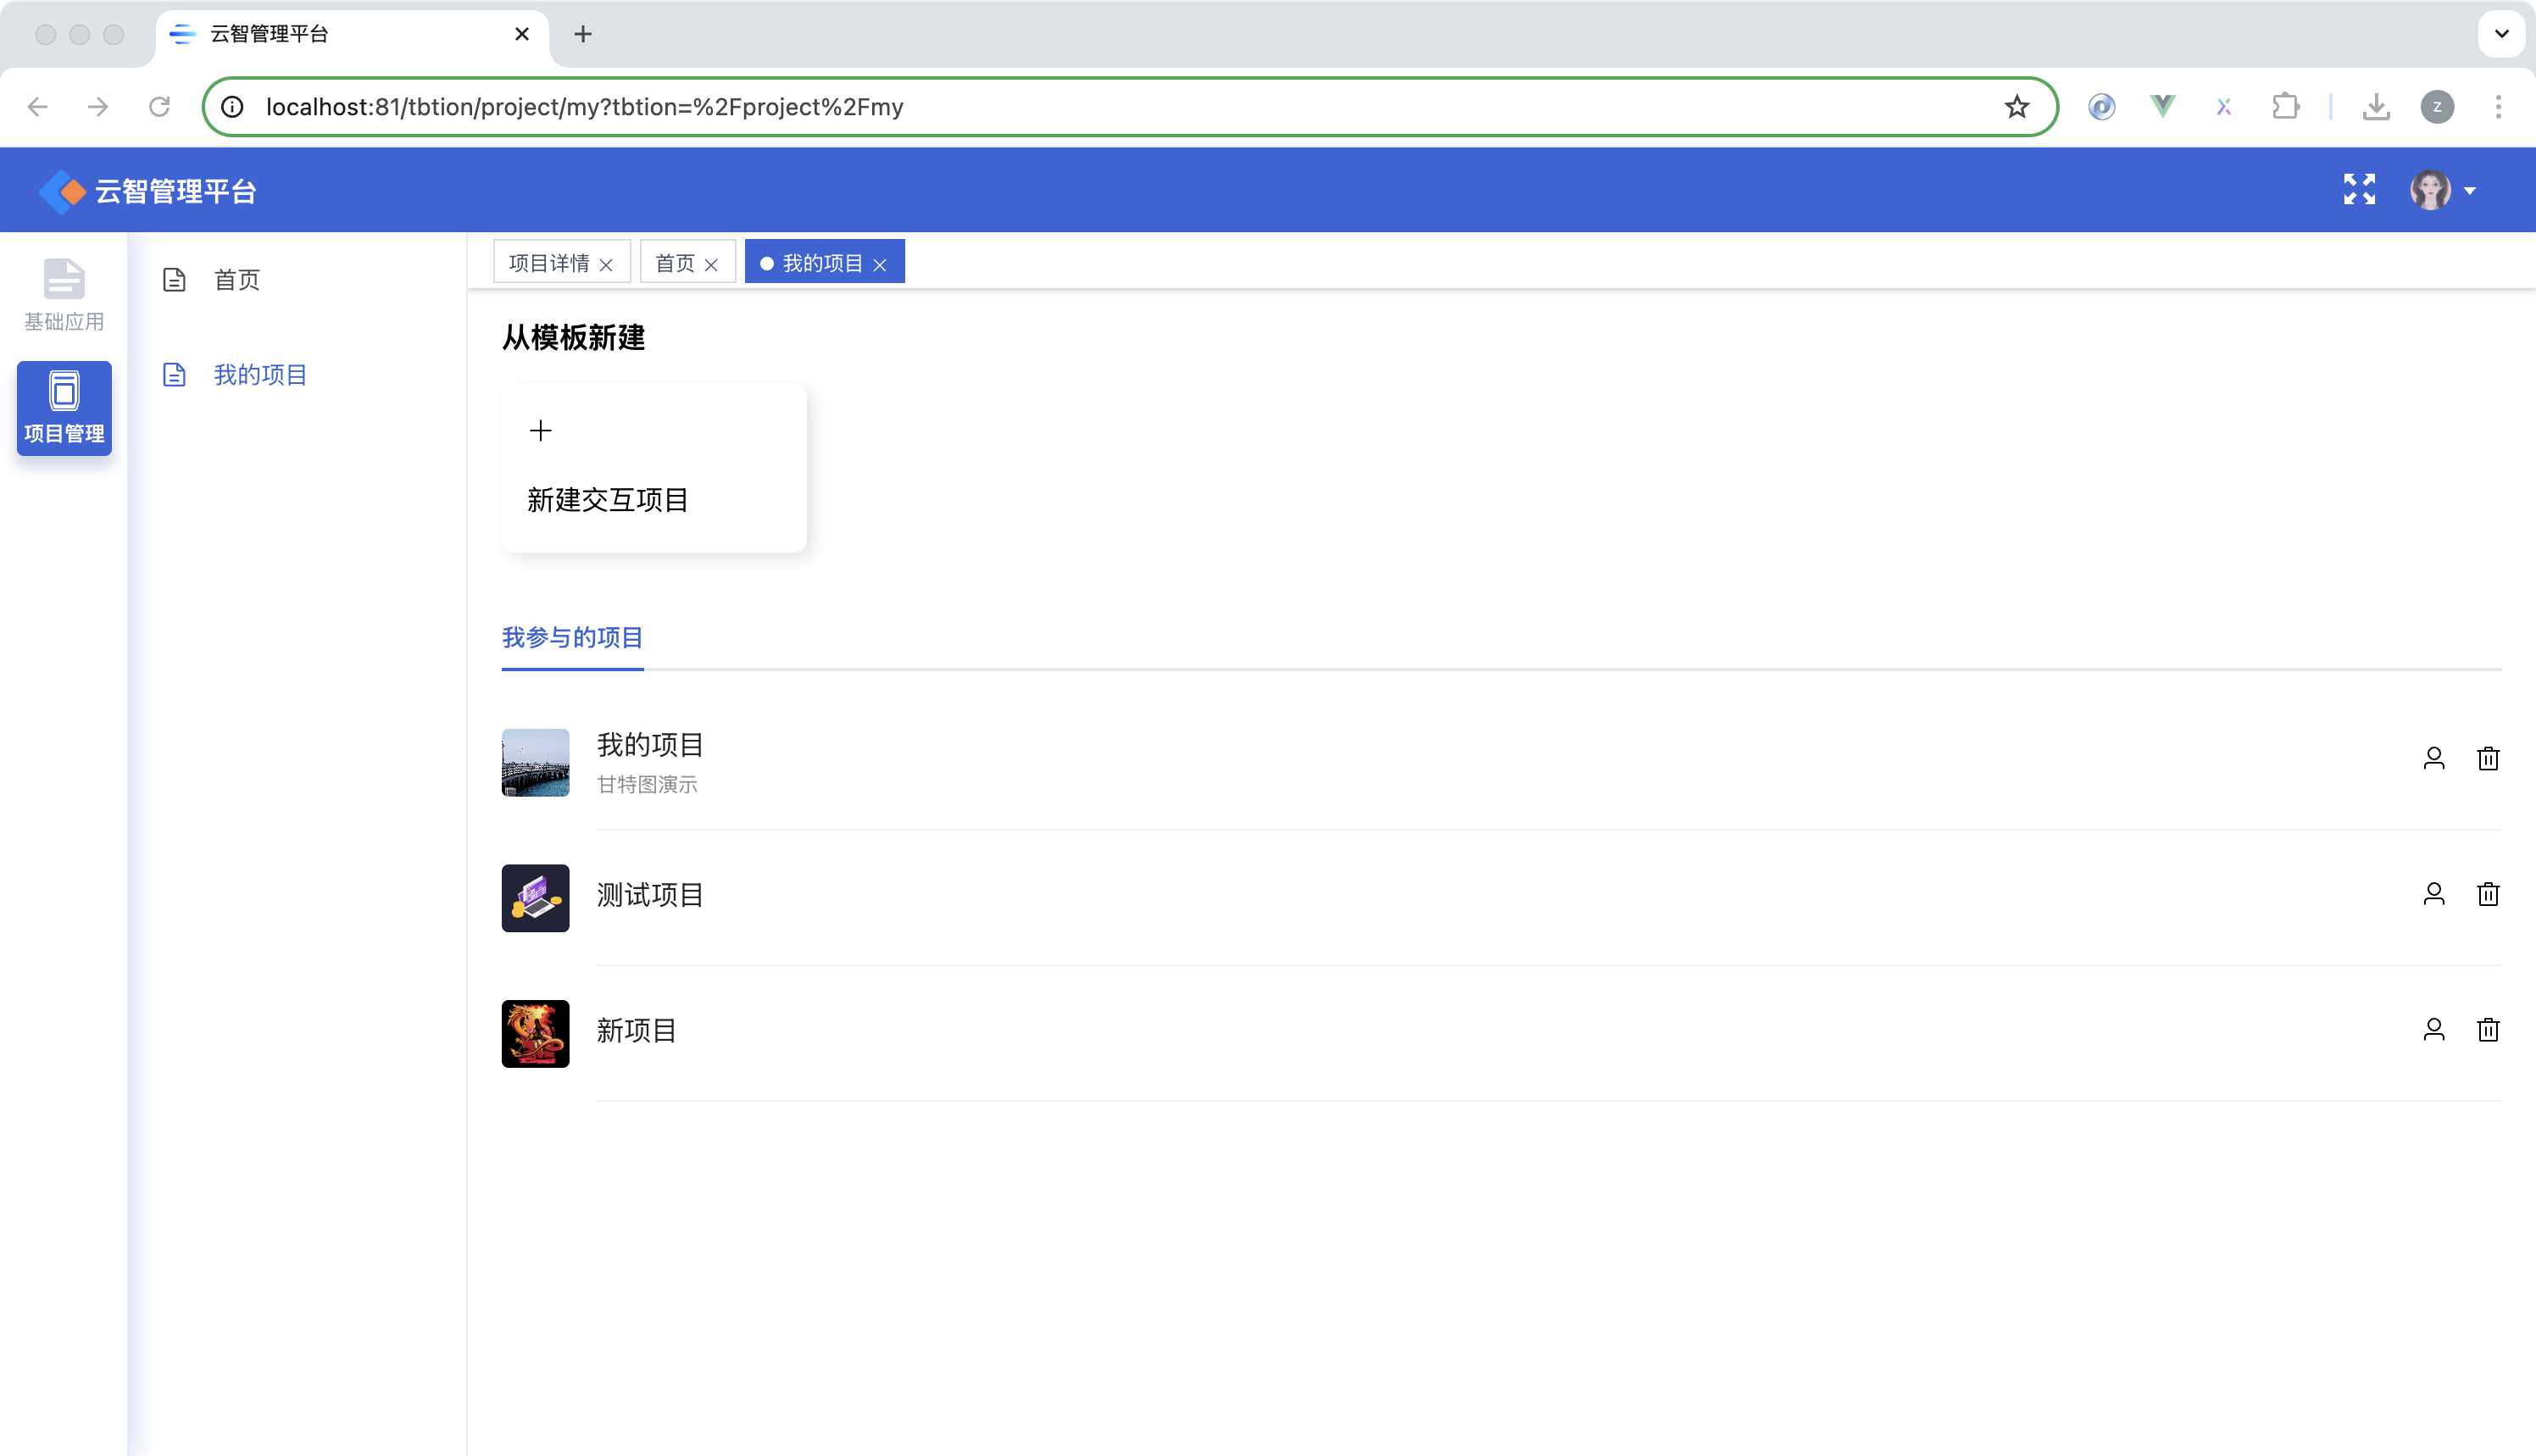 云智管理平台
localhost:81/tbtion/project/my?tbtion=%2Fproject%2Fmy
z
云智管理平台
基础应用
项目管理
首页
我的项目
项目详情
首页
我的项目
从模板新建
新建交互项目
我参与的项目
我的项目
甘特图演示
测试项目
新项目